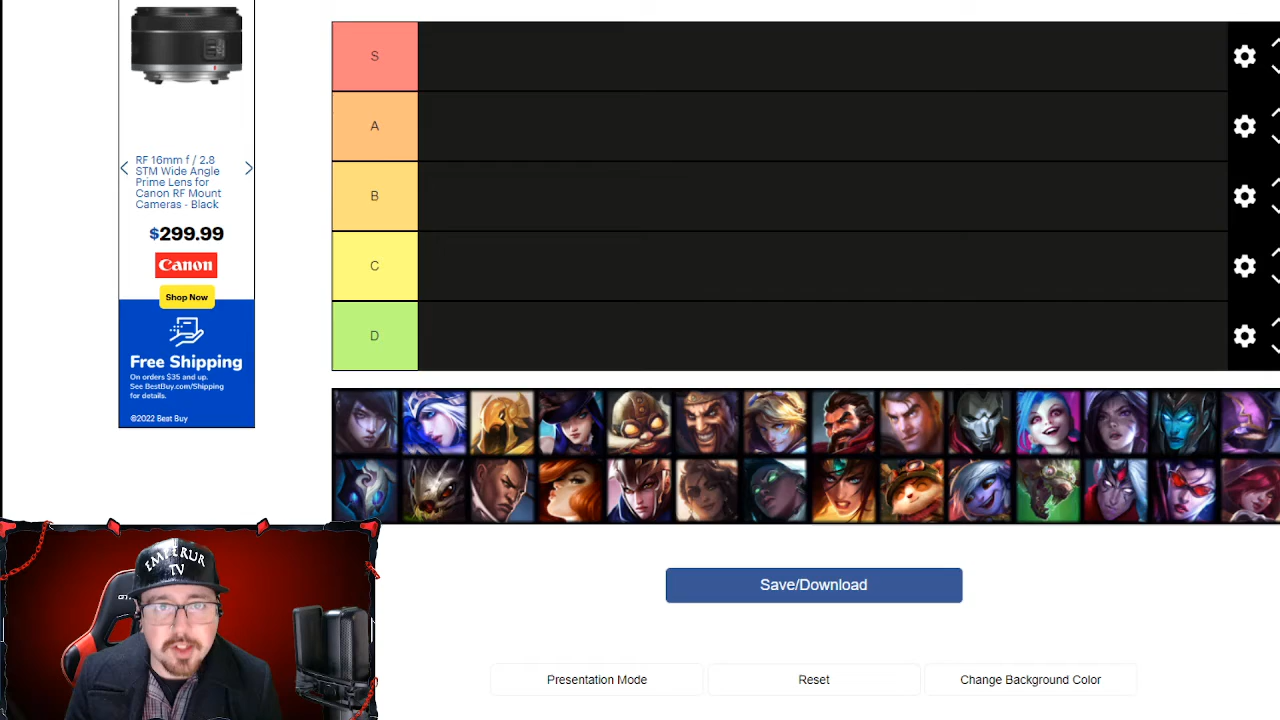 RF 16mm f / 2.8
STM Wide Angle
Prime Lens for
Canon RF Mount
Cameras - Black
$299.99
Canon
Shop Now
Free Shipping
On orders $35 and up.
See BestBuy.com/Shipping
for details.
©2022 Best Buy
S
A
B
C
D
Save/Download
Presentation Mode
Reset
Change Background Color
EMPERUR
TV